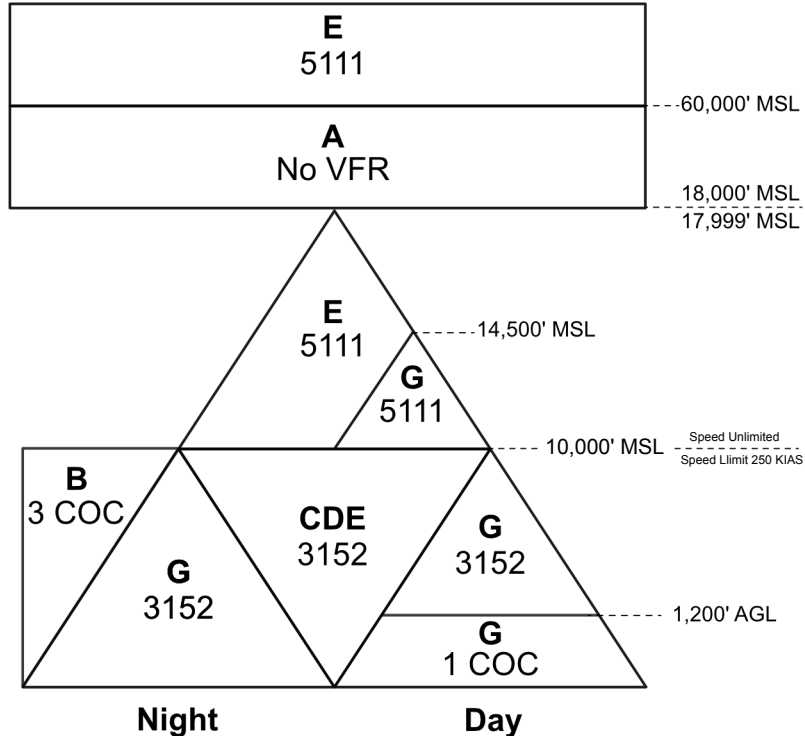 E
5111
60,000' MSL
A
No VFR
18,000' MSL
17,999' MSL
E
5111
14,500' MSL
G
5111
Speed Unlimited
10,000' MSL
Speed Llimit 250 KIAS
B
3 COC
CDE
3152
G
3152
G
3152
1,200' AGL
G
1 COC
Night
Day